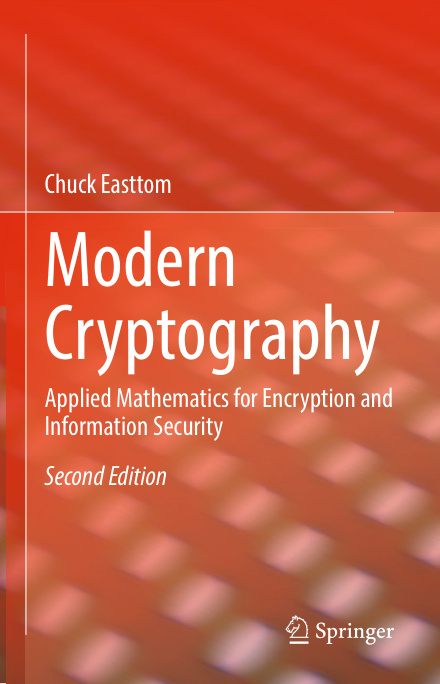 Chuck Easttom
Modern
Cryptography
Applied Mathematics for Encryption and
Information Security
Second Edition
Springer